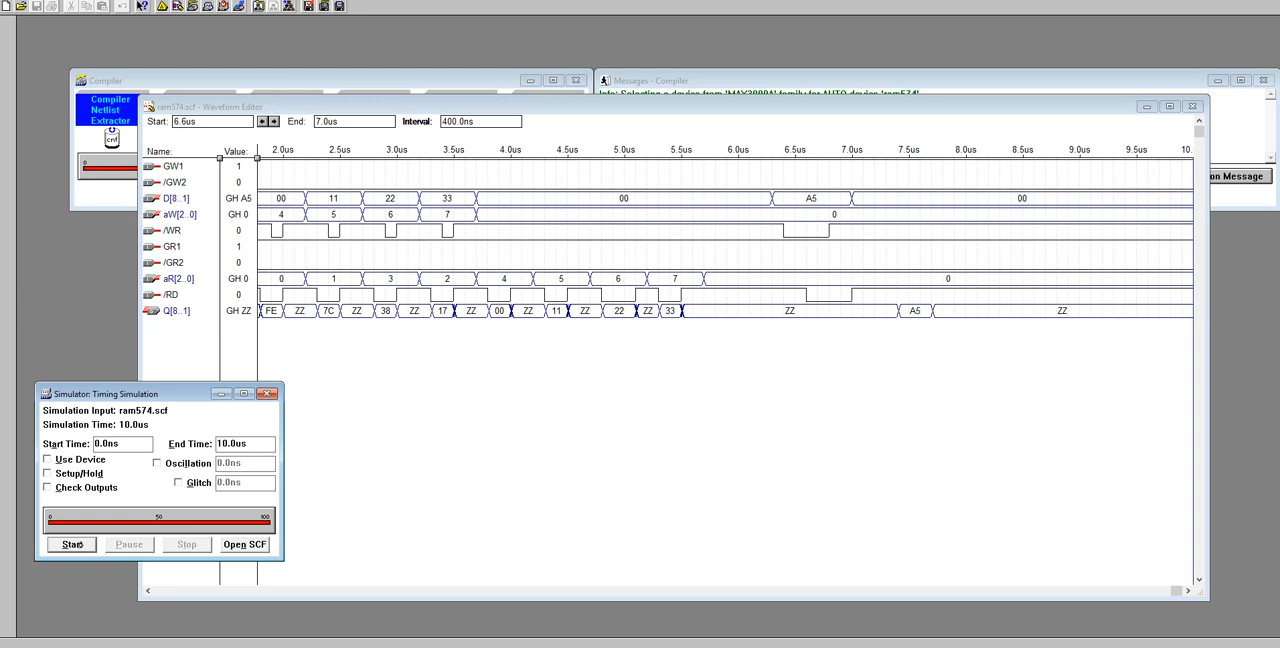 Compiler
Messages - Compiler
Compiler
Netlist
Extractor
cnf
0
Info: Selecting a device from 'MAX3000A' family for AUTO device 'ram574'
on Message
ram574.scf - Waveform Editor
Start: 6.6us End: 7.0us Interval: 400.0ns
Name: Value: 2.0us 2.5us 3.0us 3.5us 4.0us 4.5us 5.0us 5.5us 6.0us 6.5us 7.0us 7.5us 8.0us 8.5us 9.0us 9.5us 10.
GW1 1
/GW2 0
D[8..1] GH A5 00 11 22 33 00 A5 00
aW[2..0] GH 0 4 5 6 7 0
/WR 0
GR1 1
/GR2 0
aR[2..0] GH 0 0 1 3 2 4 5 6 7 0
/RD 0
Q[8..1] GH ZZ FE ZZ 7C ZZ 38 ZZ 17 ZZ 00 ZZ 11 ZZ 22 ZZ 33 ZZ A5 ZZ
Simulator: Timing Simulation
Simulation Input: ram574.scf
Simulation Time: 10.0us
Start Time: 0.0ns End Time: 10.0us
Use Device
Oscillation 0.0ns
Setup/Hold
Glitch 0.0ns
Check Outputs
0 50 100
Start Pause Stop Open SCF